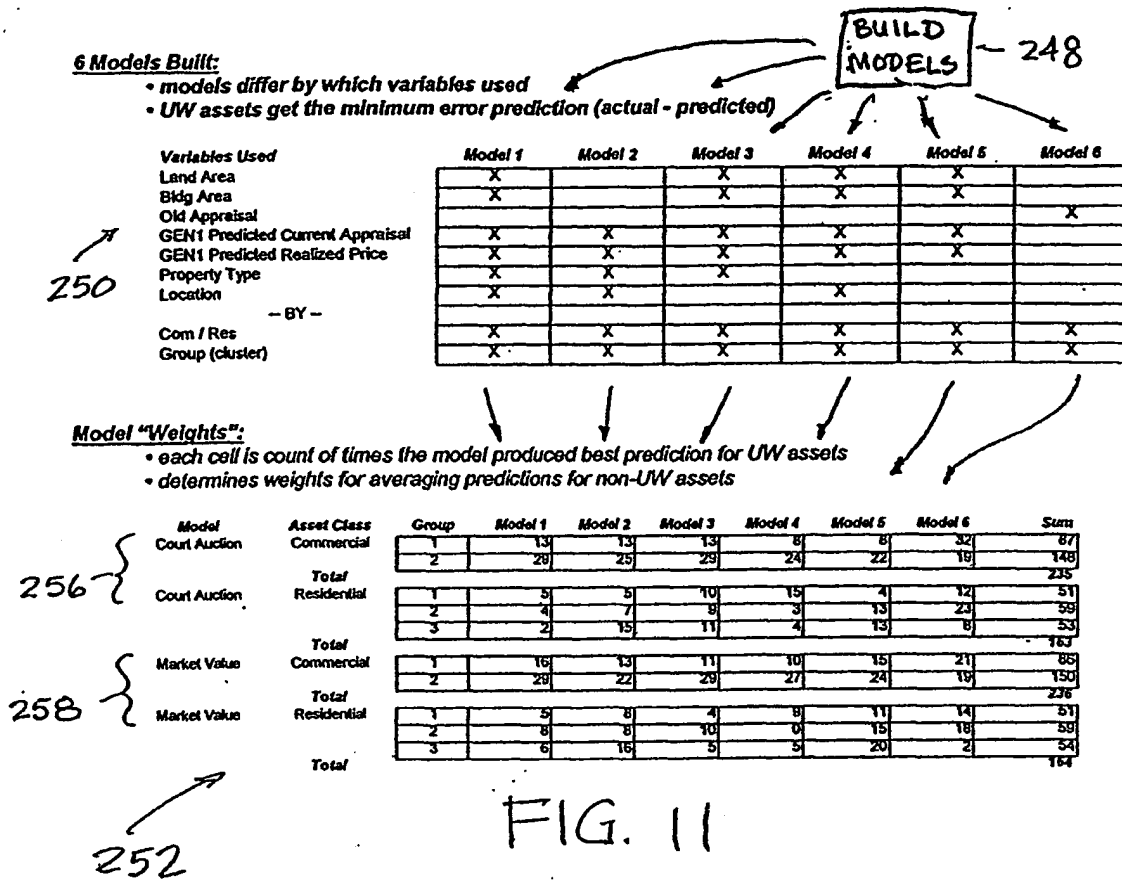 BUILD
MODELS
248
6 Models Built:
• models differ by which variables used
• UW assets get the minimum error prediction (actual - predicted)
Variables Used Model 1 Model 2 Model 3 Model 4 Model 5 Model 6
Land Area X X X X
Bldg Area X X X X
Old Appraisal X
GEN1 Predicted Current Appraisal X X X X X
GEN1 Predicted Realized Price X X X X X
Property Type X X X
Location X X X
– BY –
Com / Res X X X X X X
Group (cluster) X X X X X X
250
Model "Weights":
• each cell is count of times the model produced best prediction for UW assets
• determines weights for averaging predictions for non-UW assets
Model Asset Class Group Model 1 Model 2 Model 3 Model 4 Model 5 Model 6 Sum
Court Auction Commercial 1 13 13 13 8 8 32 87
2 29 25 29 24 22 19 148
Total 235
256
Court Auction Residential 1 5 5 10 15 4 12 51
2 4 7 9 3 13 23 59
3 2 15 11 4 13 8 53
Total 163
Market Value Commercial 1 16 13 11 10 15 21 86
2 29 22 29 27 24 19 150
Total 236
258
Market Value Residential 1 5 8 4 9 11 14 51
2 8 8 10 0 15 18 59
3 6 16 5 5 20 2 54
Total 164
252
FIG. 11